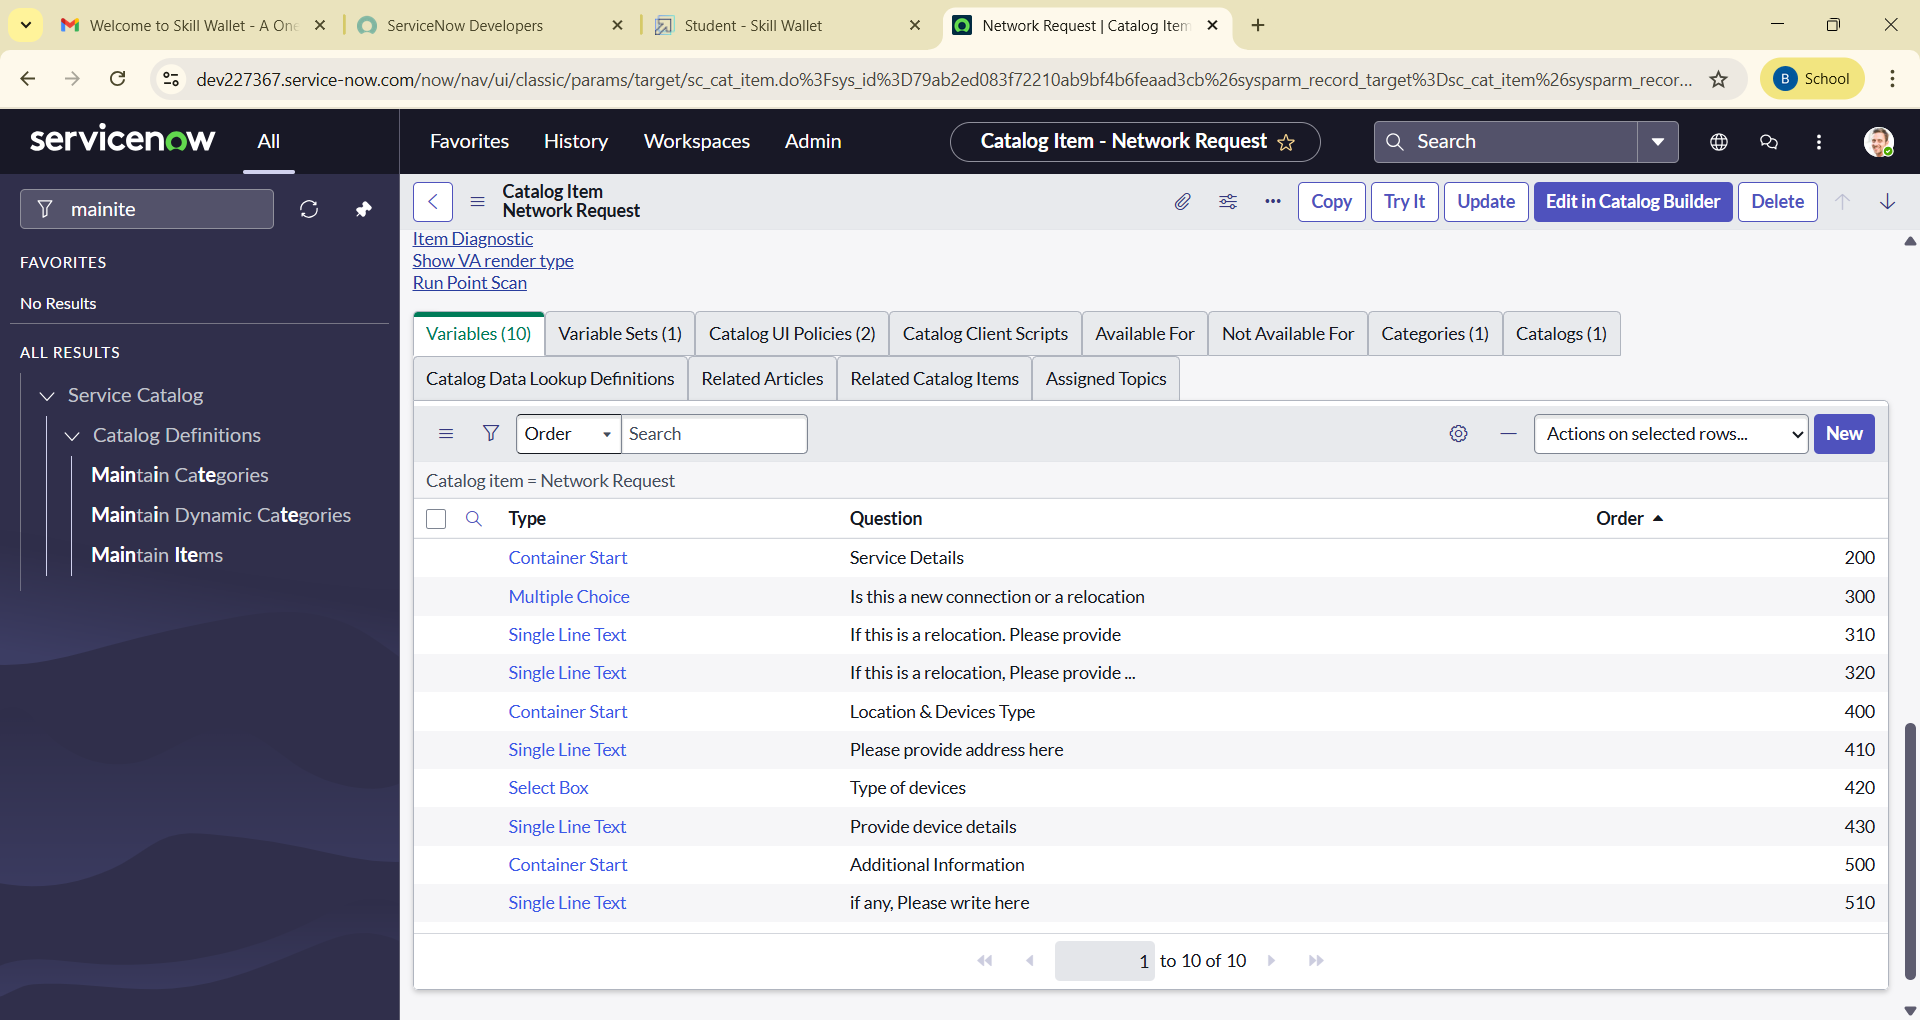 Welcome to Skill Wallet - A One
ServiceNow Developers
Student - Skill Wallet
Network Request | Catalog Item
dev227367.service-now.com/now/nav/ui/classic/params/target/sc_cat_item.do%3Fsys_id%3D79ab2ed083f72210ab9bf4b6feaad3cb%26sysparm_record_target%3Dsc_cat_item%26sysparm_recor...
B School
servicenow
All
Favorites
History
Workspaces
Admin
Catalog Item - Network Request
Search
mainite
FAVORITES
No Results
ALL RESULTS
Service Catalog
Catalog Definitions
Maintain Categories
Maintain Dynamic Categories
Maintain Items
Catalog Item
Network Request
Copy
Try It
Update
Edit in Catalog Builder
Delete
Item Diagnostic
Show VA render type
Run Point Scan
Variables (10)
Variable Sets (1)
Catalog UI Policies (2)
Catalog Client Scripts
Available For
Not Available For
Categories (1)
Catalogs (1)
Catalog Data Lookup Definitions
Related Articles
Related Catalog Items
Assigned Topics
Order
Search
Actions on selected rows...
New
Catalog item = Network Request
Type Question Order
Container Start Service Details 200
Multiple Choice Is this a new connection or a relocation 300
Single Line Text If this is a relocation. Please provide 310
Single Line Text If this is a relocation, Please provide ... 320
Container Start Location & Devices Type 400
Single Line Text Please provide address here 410
Select Box Type of devices 420
Single Line Text Provide device details 430
Container Start Additional Information 500
Single Line Text if any, Please write here 510
1 to 10 of 10